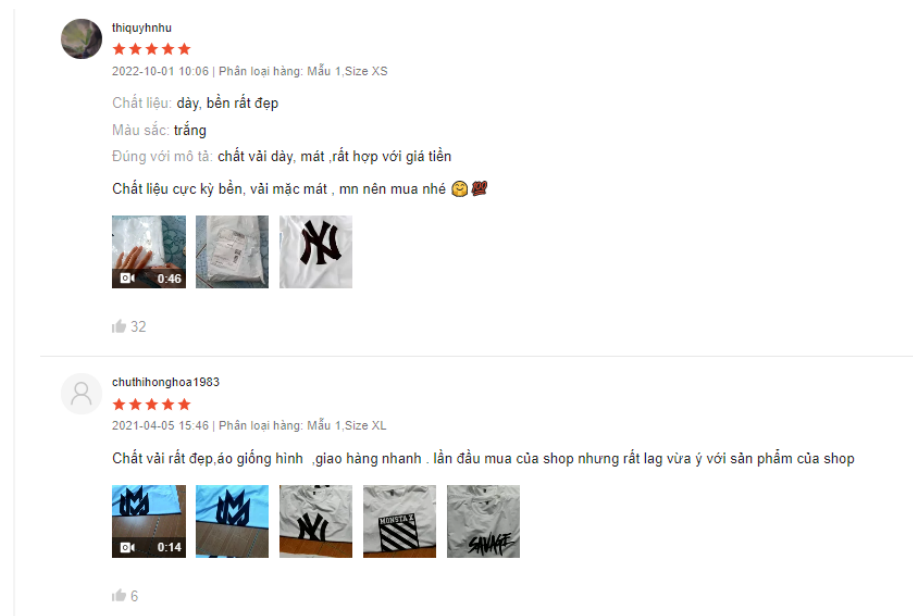 thiquyhnhu
2022-10-01 10:06 | Phân loại hàng: Mẫu 1,Size XS
Chất liệu: dày, bền rất đẹp
Màu sắc: trắng
Đúng với mô tả: chất vải dày, mát ,rất hợp với giá tiền
Chất liệu cực kỳ bền, vải mặc mát , mn nên mua nhé 🤗 💯
0:46
NY
32
chuthihonghoa1983
2021-04-05 15:46 | Phân loại hàng: Mẫu 1,Size XL
Chất vải rất đẹp,áo giống hình ,giao hàng nhanh . lần đầu mua của shop nhưng rất lag vừa ý với sản phẩm của shop
0:14
NY
MONSTA X
SAVAGE
6